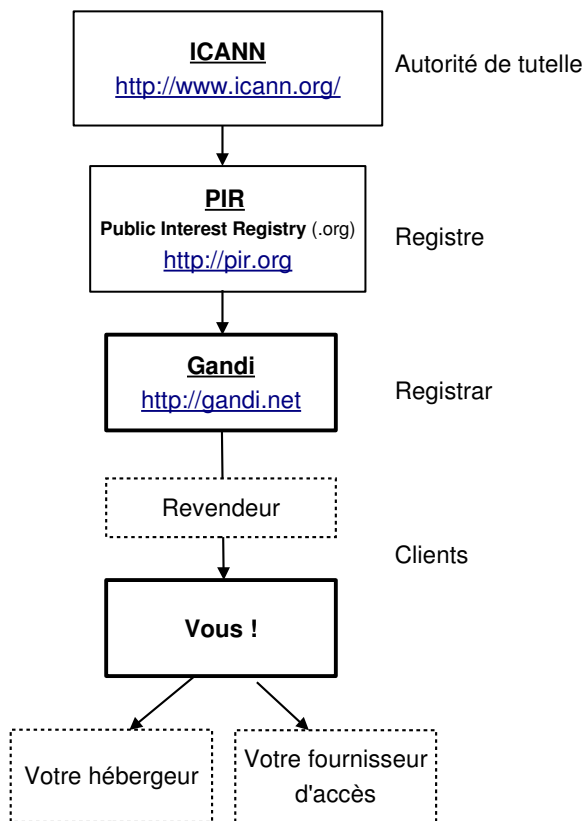 ICANN
http://www.icann.org/
Autorité de tutelle
PIR
Public Interest Registry (.org)
http://pir.org
Registre
Gandi
http://gandi.net
Registrar
Revendeur
Clients
Vous !
Votre hébergeur
Votre fournisseur
d'accès